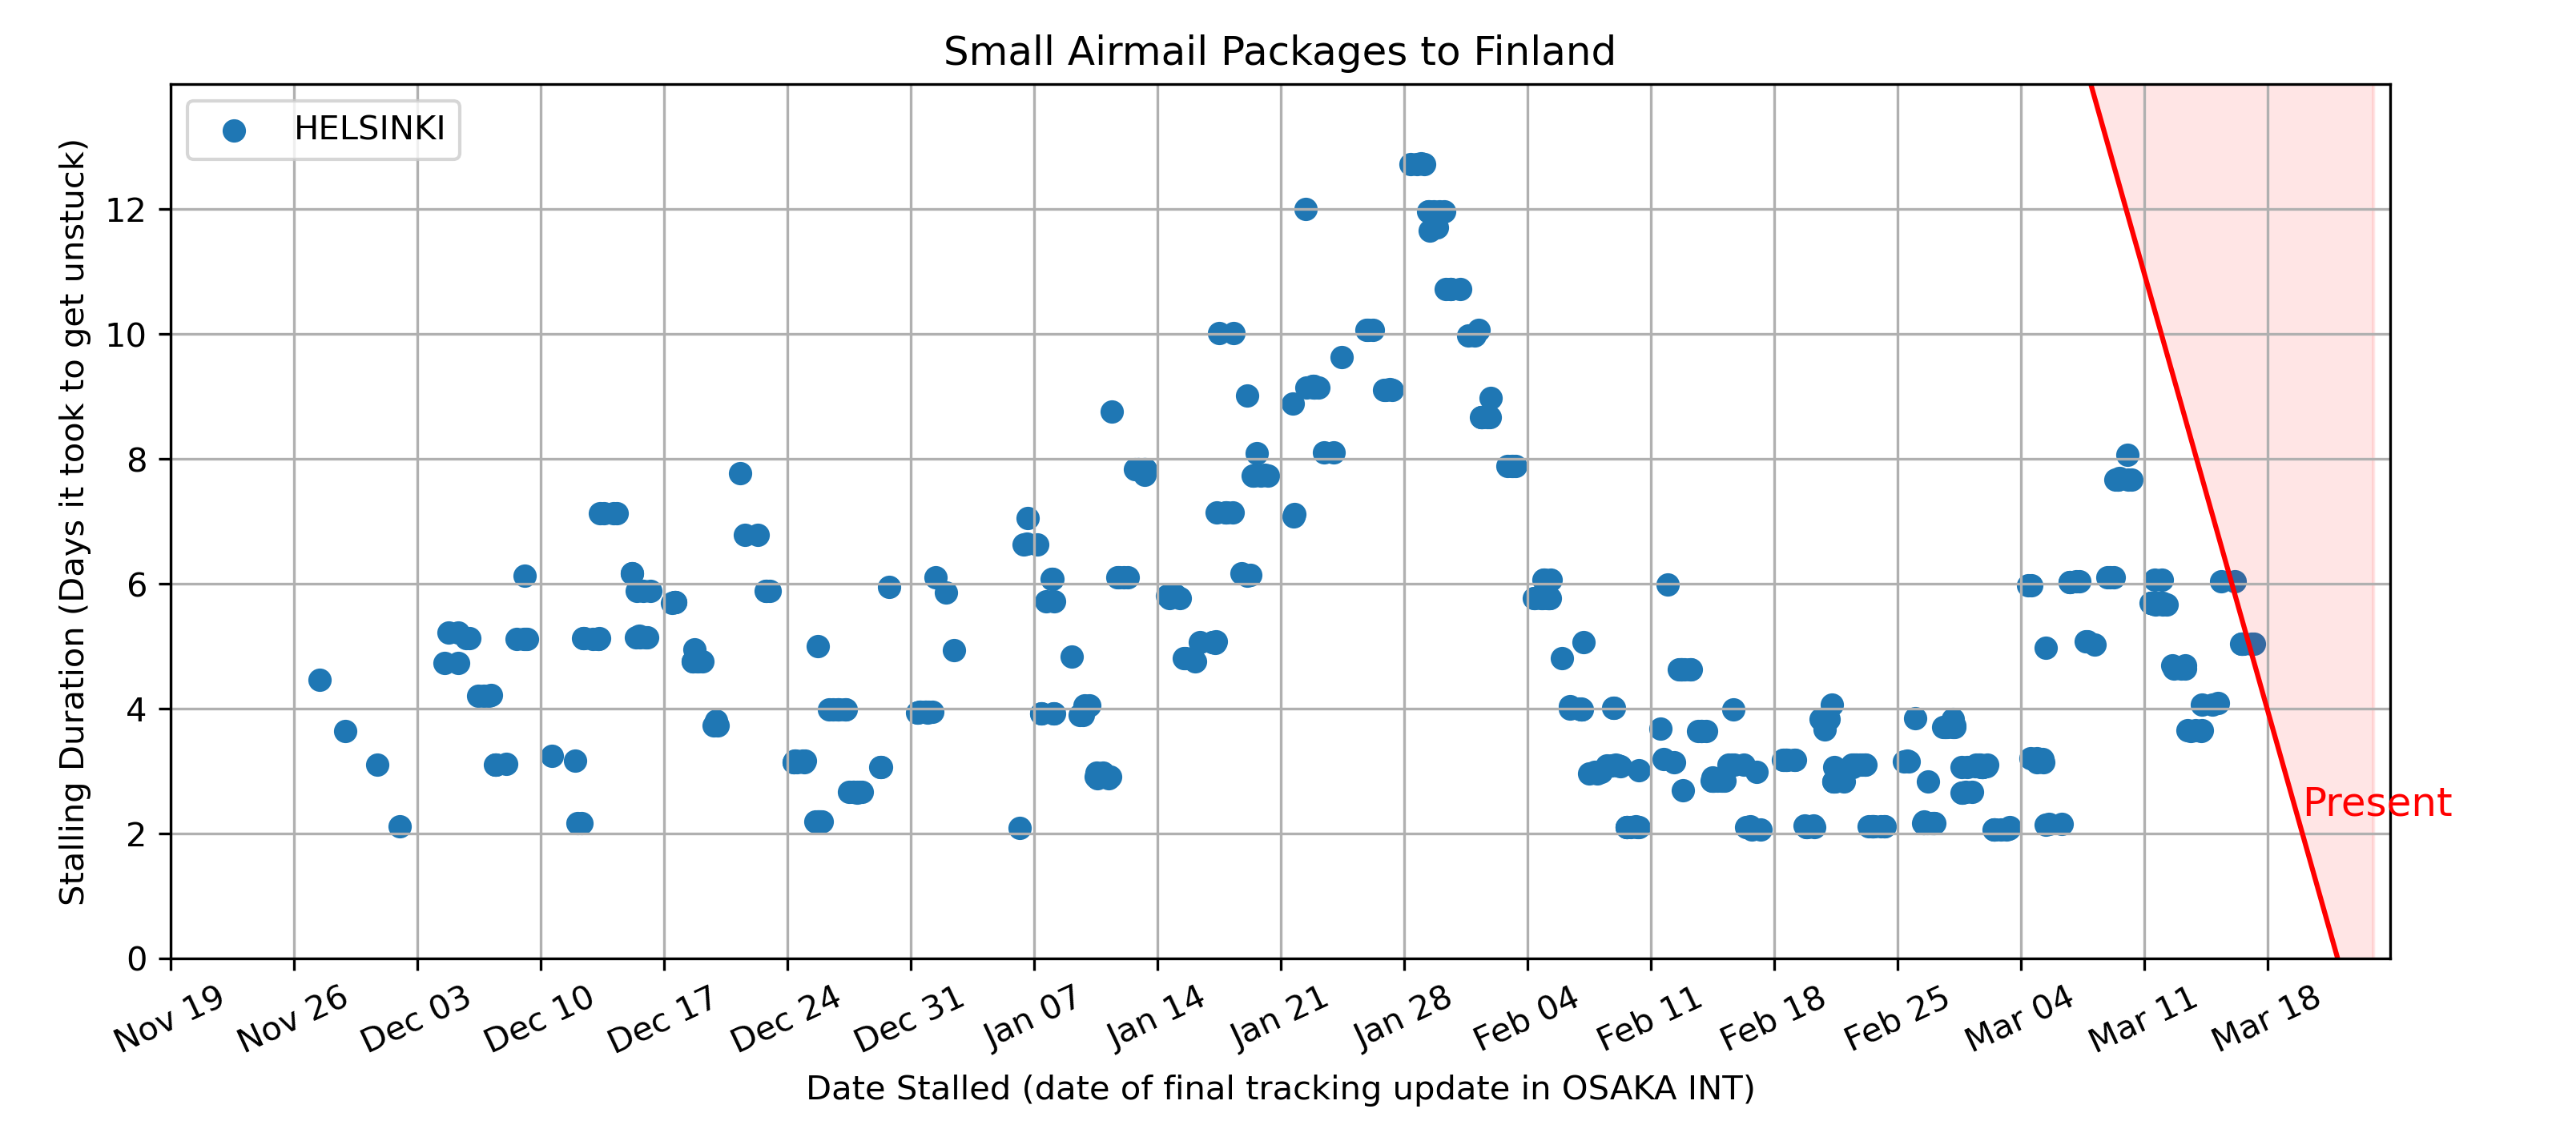 Small Airmail Packages to Finland
HELSINKI
Stalling Duration (Days it took to get unstuck)
12
10
8
6
4
2
0
Present
Nov 19
Nov 26
Dec 03
Dec 10
Dec 17
Dec 24
Dec 31
Jan 07
Jan 14
Jan 21
Jan 28
Feb 04
Feb 11
Feb 18
Feb 25
Mar 04
Mar 11
Mar 18
Date Stalled (date of final tracking update in OSAKA INT)